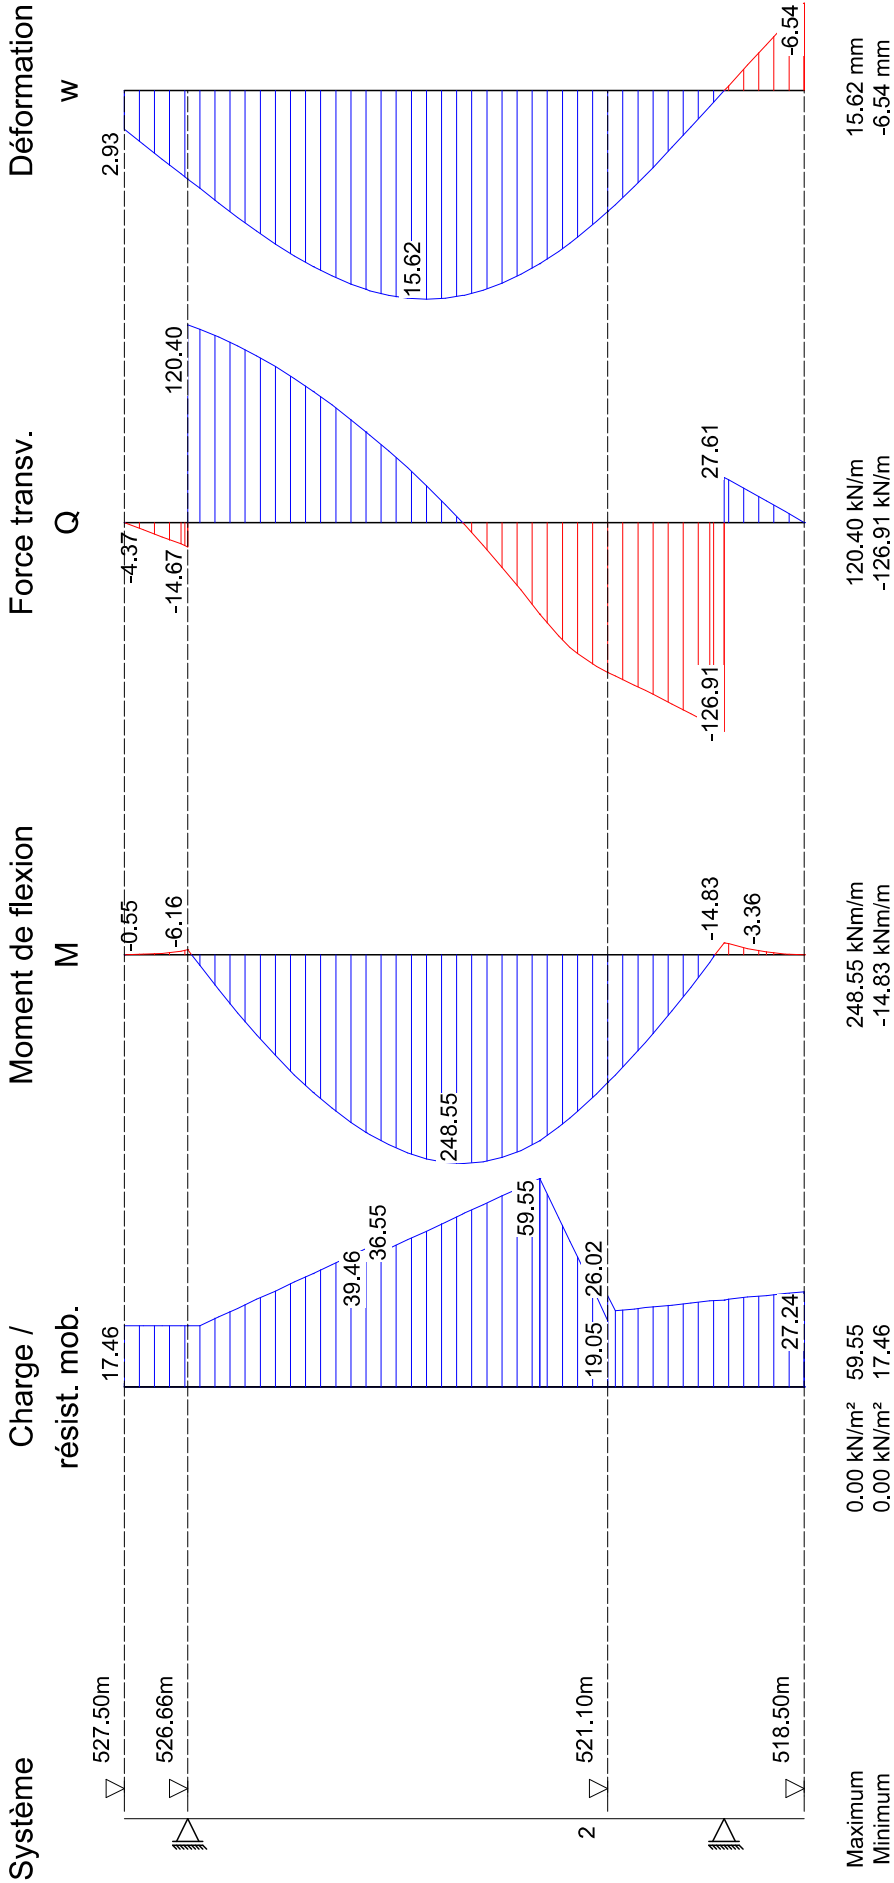 Système
Charge /
résist. mob.
Moment de flexion
M
Force transv.
Q
Déformation
w
527.50m
526.66m
521.10m
518.50m
2
17.46
39.46
36.55
59.55
19.05
26.02
27.24
-0.55
-6.16
248.55
-14.83
-3.36
-4.37
-14.67
120.40
-126.91
27.61
2.93
15.62
-6.54
Maximum
0.00 kN/m²
59.55
248.55 kNm/m
120.40 kN/m
15.62 mm
Minimum
0.00 kN/m²
17.46
-14.83 kNm/m
-126.91 kN/m
-6.54 mm